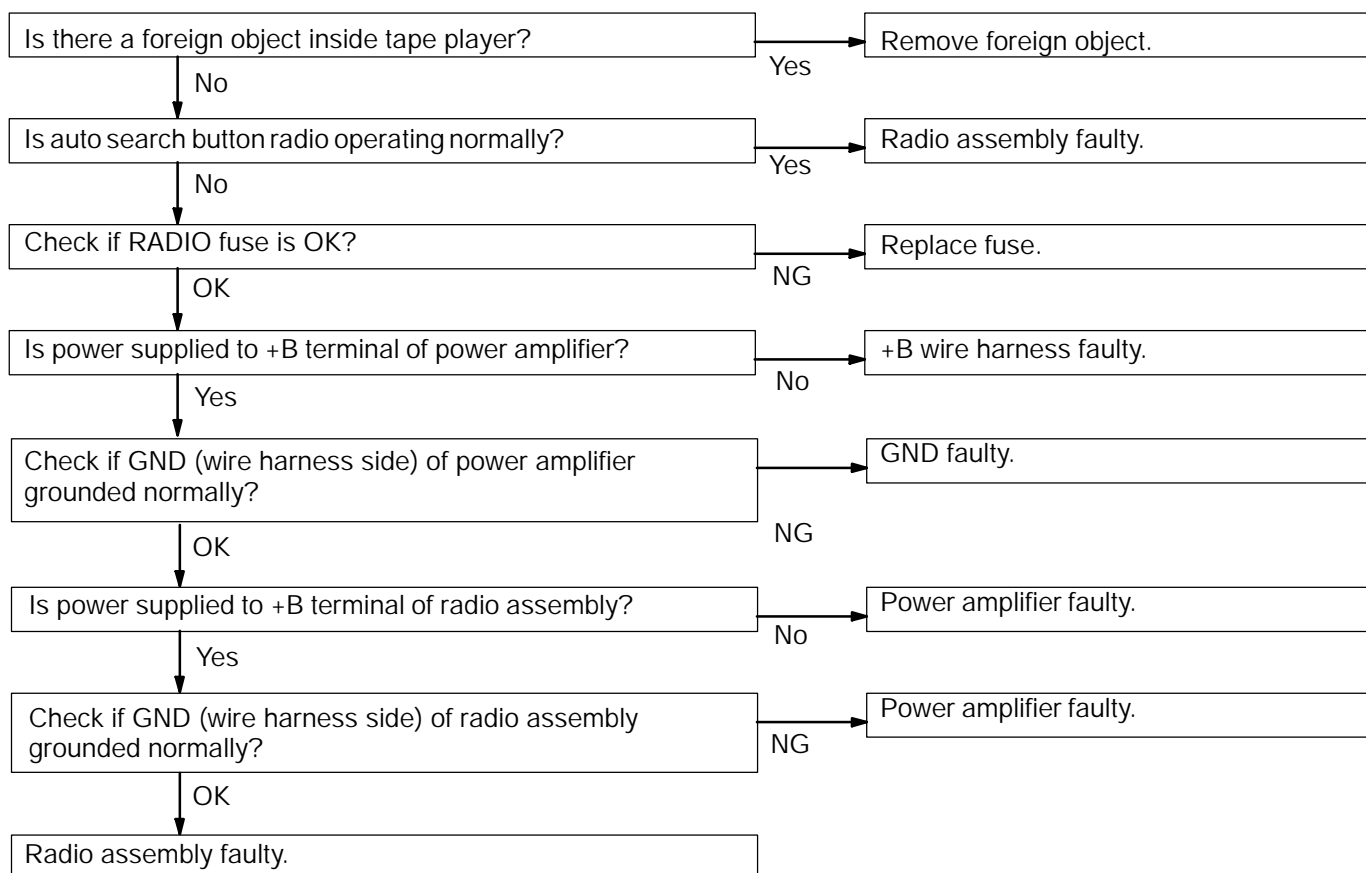 Is there a foreign object inside tape player?
Yes
Remove foreign object.
No
Is auto search button radio operating normally?
Yes
Radio assembly faulty.
No
Check if RADIO fuse is OK?
NG
Replace fuse.
OK
Is power supplied to +B terminal of power amplifier?
No
+B wire harness faulty.
Yes
Check if GND (wire harness side) of power amplifier
grounded normally?
NG
GND faulty.
OK
Is power supplied to +B terminal of radio assembly?
No
Power amplifier faulty.
Yes
Check if GND (wire harness side) of radio assembly
grounded normally?
NG
Power amplifier faulty.
OK
Radio assembly faulty.